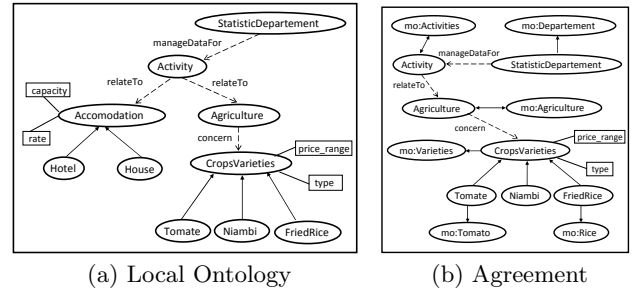 StatisticDepartement
manageDataFor
Activity
relateTo
relateTo
capacity
Accomodation
Agriculture
rate
concern
price_range
Hotel
House
CropsVarieties
type
Tomate
Niambi
FriedRice
(a) Local Ontology
mo:Activities
mo:Departement
manageDataFor
Activity
StatisticDepartement
relateTo
Agriculture
mo:Agriculture
concern
price_range
mo:Varieties
CropsVarieties
type
Tomate
Niambi
FriedRice
mo:Tomato
mo:Rice
(b) Agreement